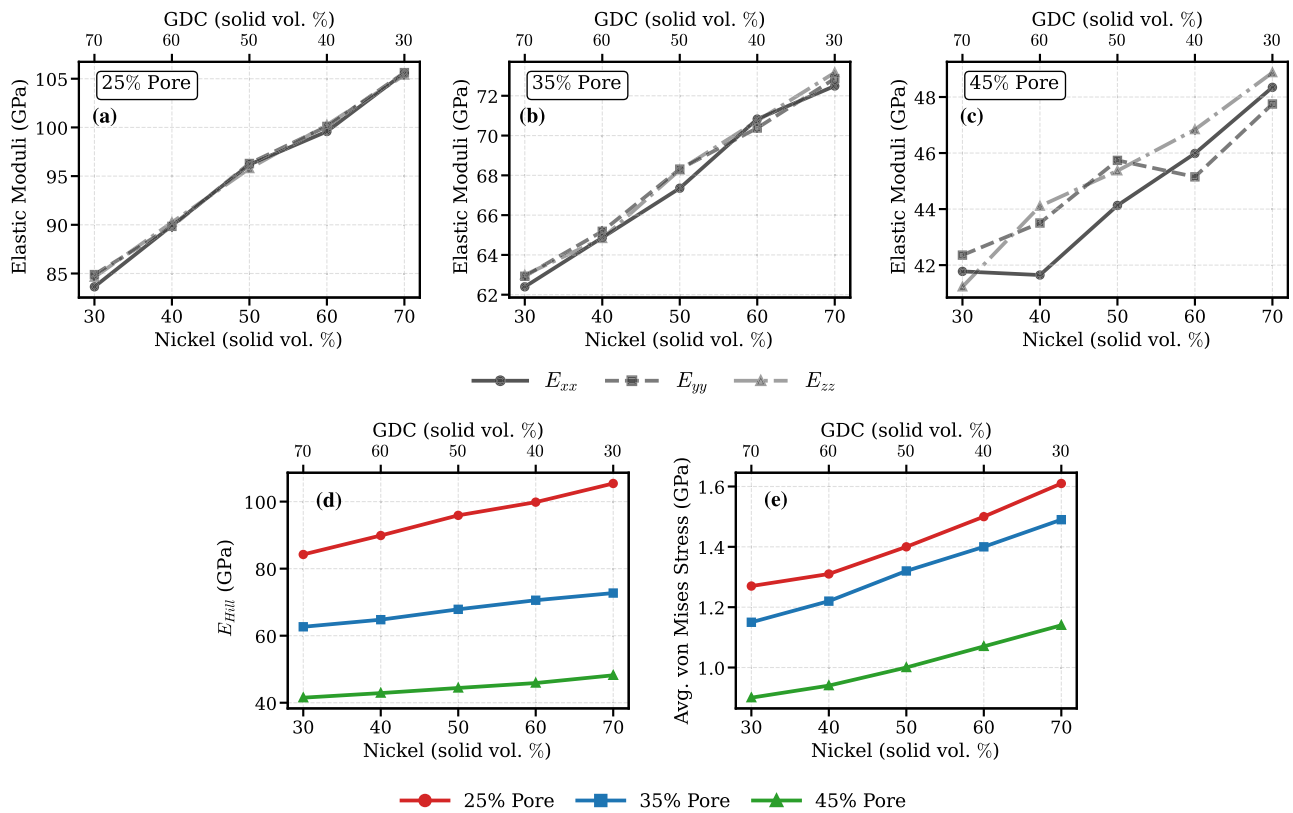 GDC (solid vol. %)
70 60 50 40 30
25% Pore
(a)
Elastic Moduli (GPa)
105
100
95
90
85
30 40 50 60 70
Nickel (solid vol. %)
GDC (solid vol. %)
70 60 50 40 30
35% Pore
(b)
Elastic Moduli (GPa)
72
70
68
66
64
62
30 40 50 60 70
Nickel (solid vol. %)
GDC (solid vol. %)
70 60 50 40 30
45% Pore
(c)
Elastic Moduli (GPa)
48
46
44
42
30 40 50 60 70
Nickel (solid vol. %)
Exx Eyy Ezz
GDC (solid vol. %)
70 60 50 40 30
(d)
EHill (GPa)
100
80
60
40
30 40 50 60 70
Nickel (solid vol. %)
GDC (solid vol. %)
70 60 50 40 30
(e)
Avg. von Mises Stress (GPa)
1.6
1.4
1.2
1.0
30 40 50 60 70
Nickel (solid vol. %)
25% Pore 35% Pore 45% Pore